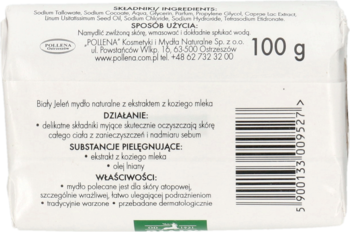 SKŁADNIKI/ INGREDIENTS:
Sodium Tallowate, Sodium Cocoate, Aqua, Glycerin, Parfum, Propylene Glycol, Caprae Lac Extract,
Linum Usitatissimum Seed Oil, Sodium Chloride, Sodium Hydroxide, Tetrasodium Etidronate.
SPOSÓB UŻYCIA:
Namydlić zwilżoną skórę, wmasować i dokładnie spłukać wodą.
POLLENA
"POLLENA" Kosmetyki i Mydła Naturalne Sp. z o.o.
ul. Powstańców Wlkp. 16, 63-500 Ostrzeszów
www.pollena.com.pl tel.+48 62 732 32 00
100 g
Biały Jeleń mydło naturalne z ekstraktem z koziego mleka
DZIAŁANIE:
• delikatne składniki myjące skutecznie oczyszczają skórę
całego ciała z zanieczyszczeń i nadmiaru sebum
SUBSTANCJE PIELĘGNUJĄCE:
• ekstrakt z koziego mleka
• olej lniany
WŁAŚCIWOŚCI:
• mydło polecane jest dla skóry atopowej,
szczególnie wrażliwej, łatwo ulegającej podrażnieniom
• tradycyjnie warzone • przebadane dermatologicznie
5 900133 009527